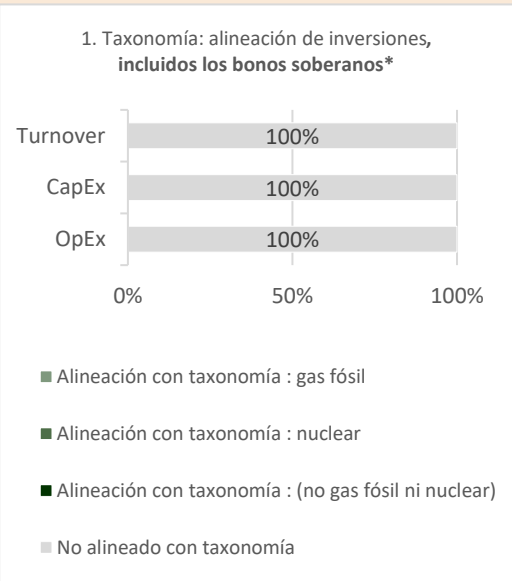 1. Taxonomía: alineación de inversiones,
incluidos los bonos soberanos*
Turnover 100%
CapEx 100%
OpEx 100%
0% 50% 100%
Alineación con taxonomía : gas fósil
Alineación con taxonomía : nuclear
Alineación con taxonomía : (no gas fósil ni nuclear)
No alineado con taxonomía